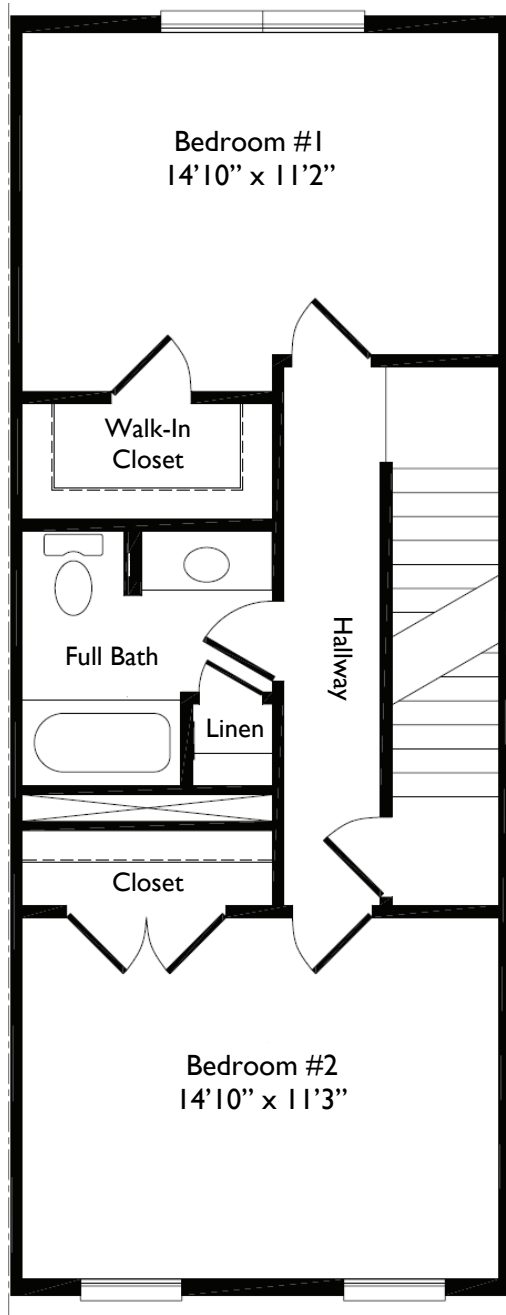 Bedroom #1
14’10” x 11’2”
Walk-In
Closet
Full Bath
Hallway
Linen
Closet
Bedroom #2
14’10” x 11’3”